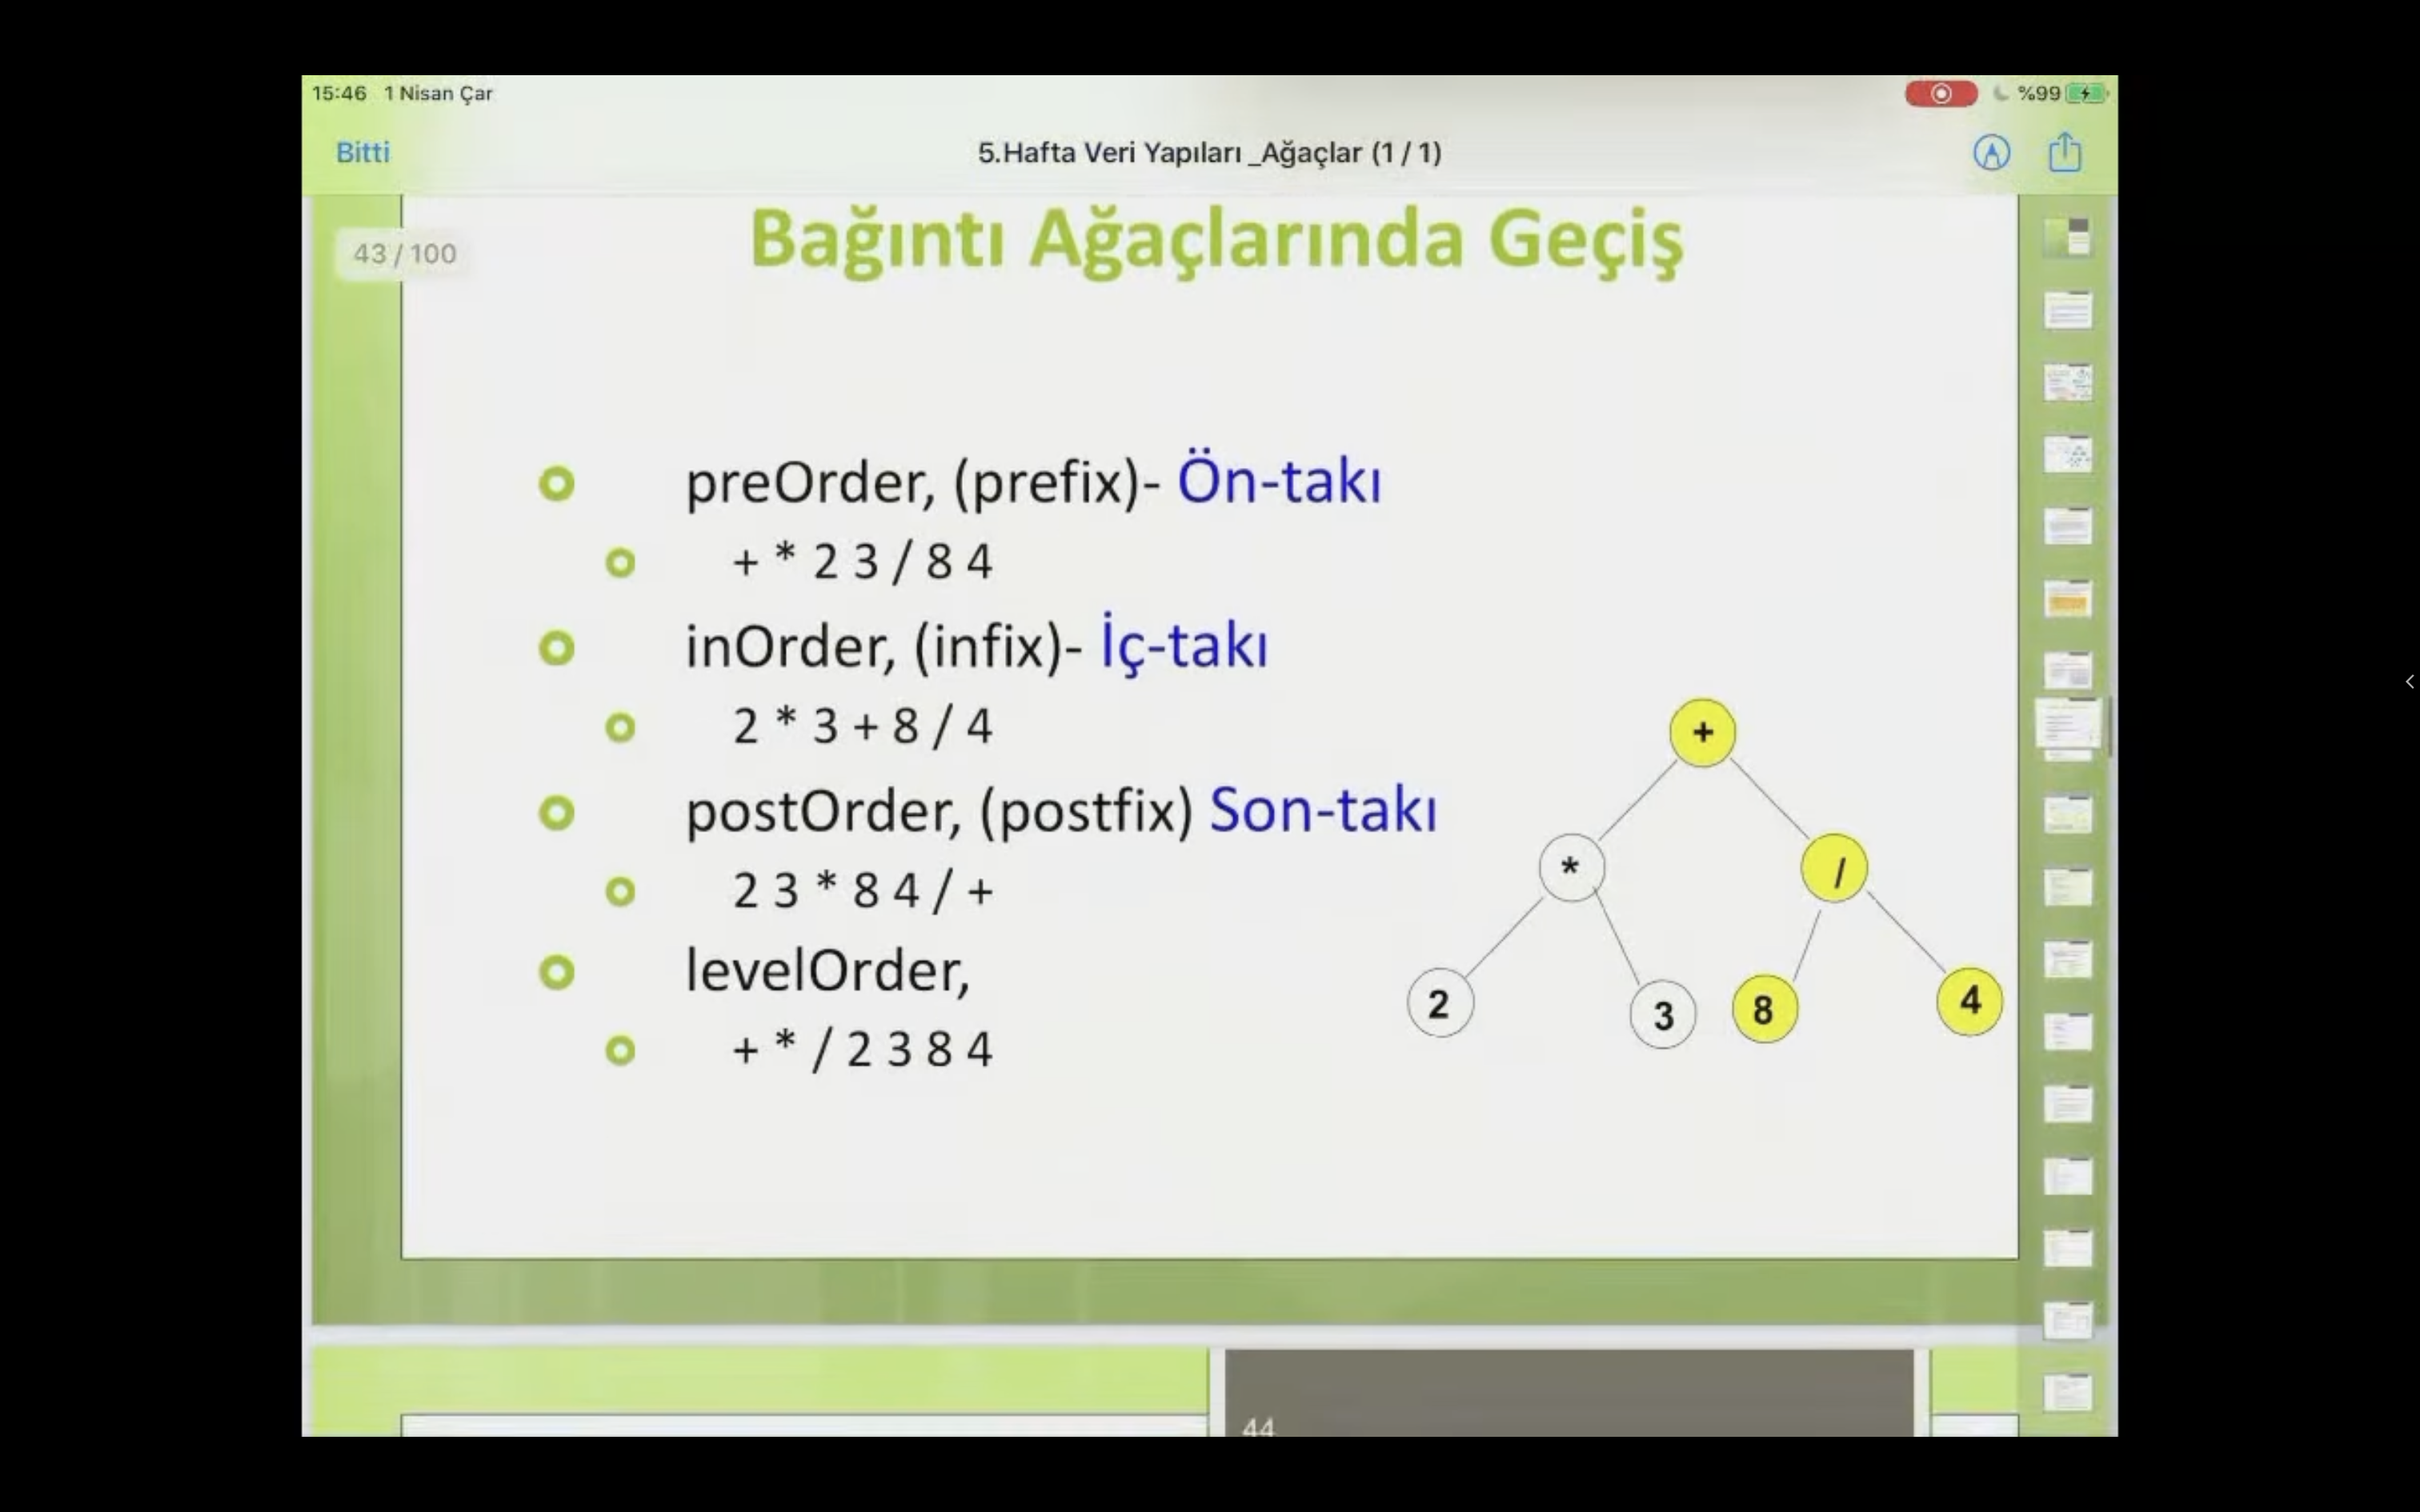 15:46 1 Nisan Çar
%99
Bitti
5.Hafta Veri Yapıları _Ağaçlar (1 / 1)
43 / 100
Bağıntı Ağaçlarında Geçiş
preOrder, (prefix)- Ön-takı
+ * 2 3 / 8 4
inOrder, (infix)- İç-takı
2 * 3 + 8 / 4
postOrder, (postfix) Son-takı
2 3 * 8 4 / +
levelOrder,
+ * / 2 3 8 4
+
* /
2 3 8 4
44